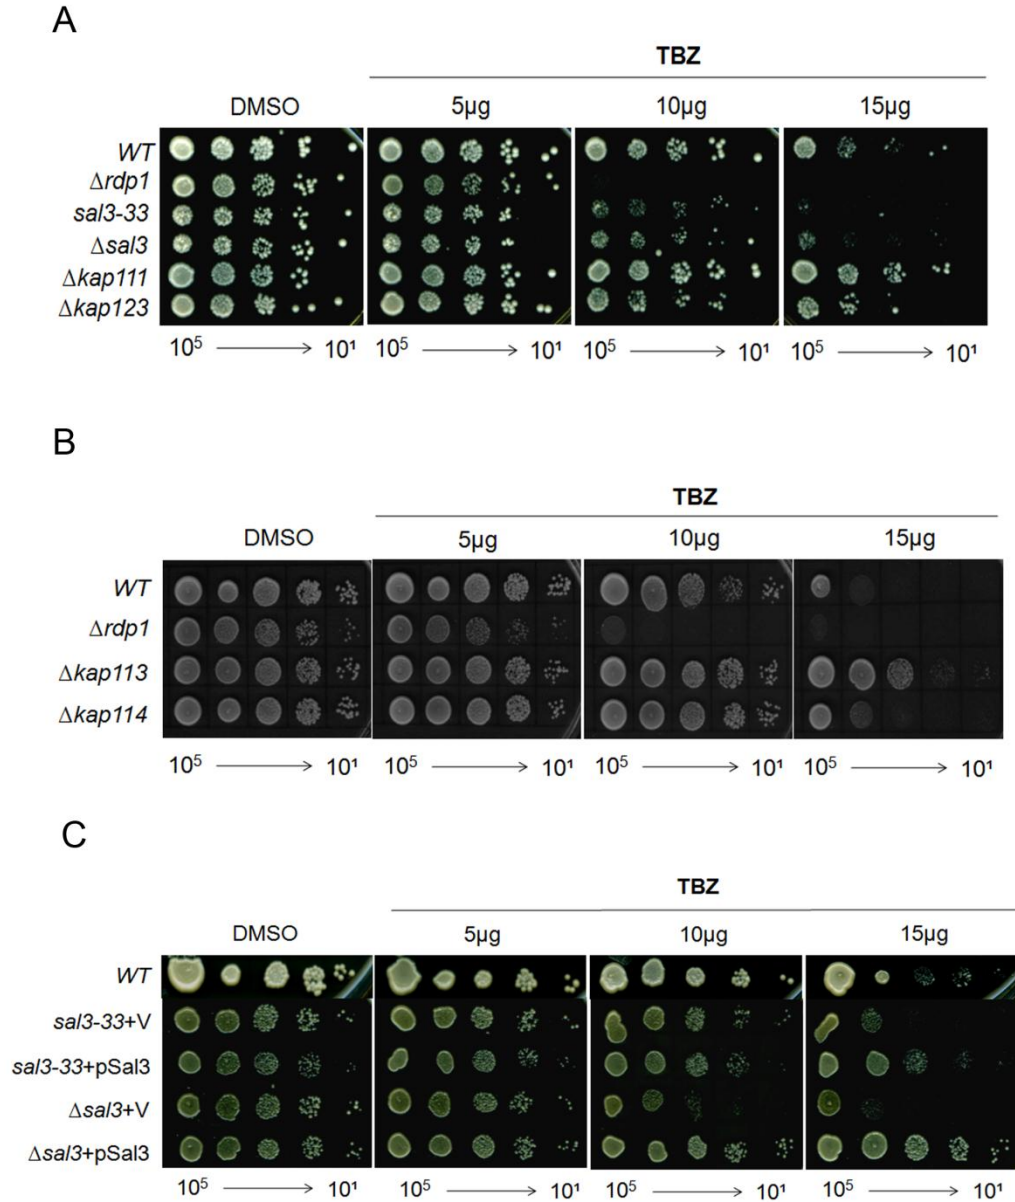 A
TBZ
DMSO 5µg 10µg 15µg
WT
Δrdp1
sal3-33
Δsal3
Δkap111
Δkap123
10⁵ → 10¹ 10⁵ → 10¹ 10⁵ → 10¹ 10⁵ → 10¹
B
TBZ
DMSO 5µg 10µg 15µg
WT
Δrdp1
Δkap113
Δkap114
10⁵ → 10¹ 10⁵ → 10¹ 10⁵ → 10¹ 10⁵ → 10¹
C
TBZ
DMSO 5µg 10µg 15µg
WT
sal3-33+V
sal3-33+pSal3
Δsal3+V
Δsal3+pSal3
10⁵ → 10¹ 10⁵ → 10¹ 10⁵ → 10¹ 10⁵ → 10¹